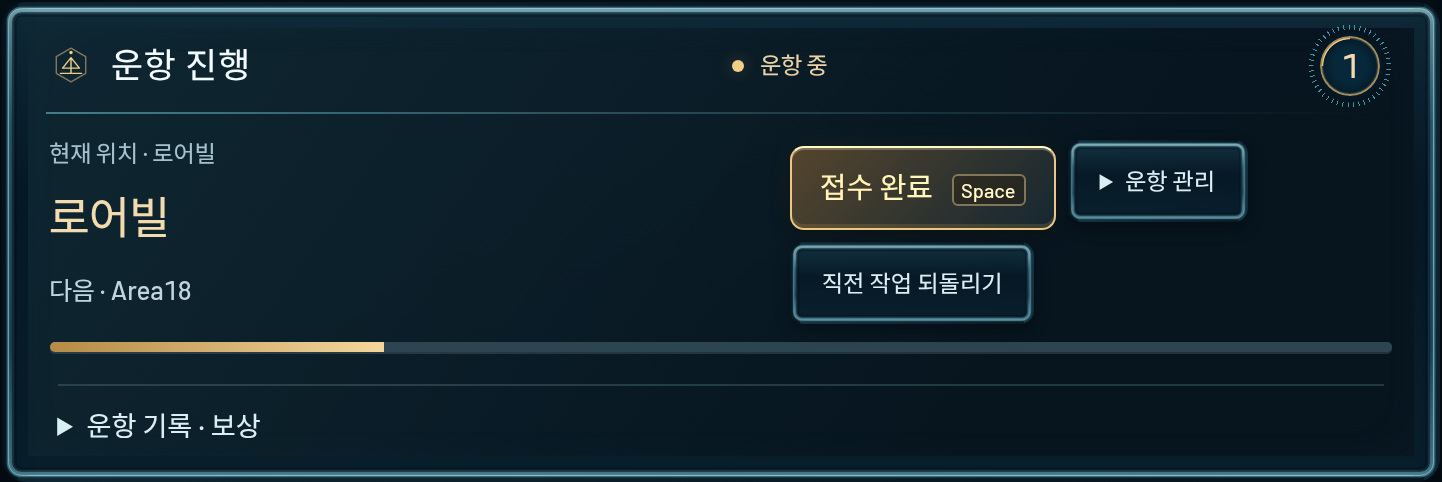 운항 진행
운항 중
1
현재 위치 · 로어빌
로어빌
다음 · Area18
접수 완료 Space
▶ 운항 관리
직전 작업 되돌리기
▶ 운항 기록 · 보상